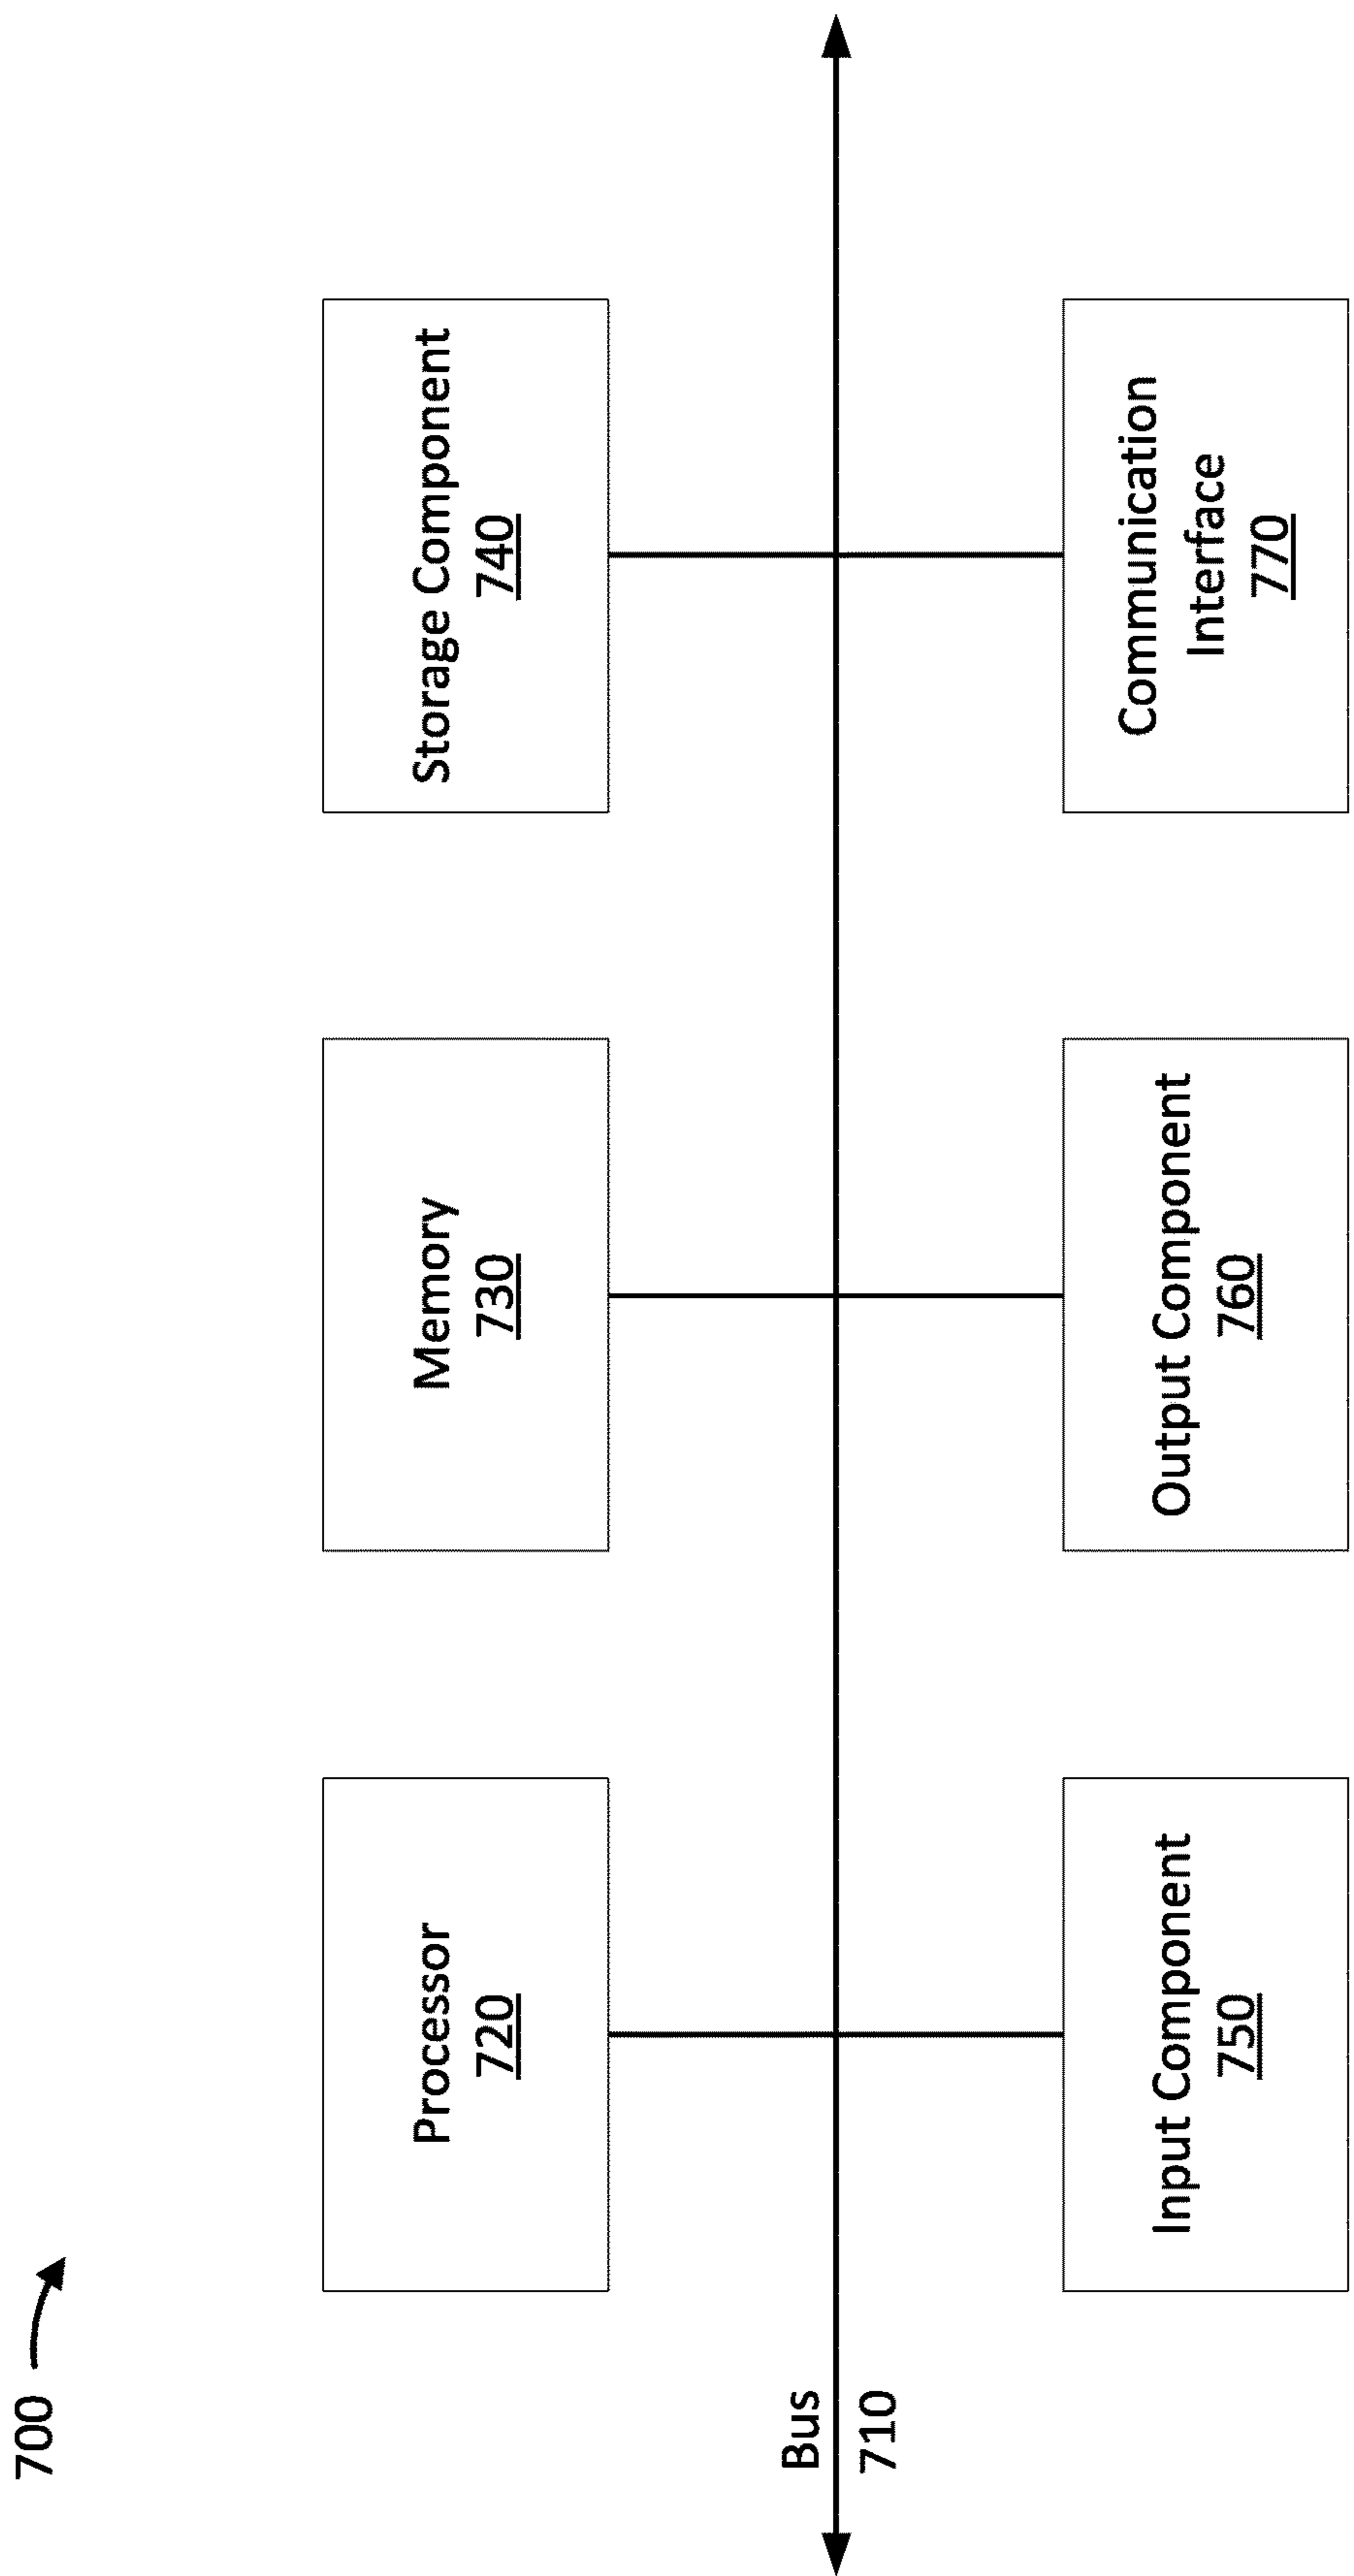 700
Processor
720
Memory
730
Storage Component
740
Bus
710
Input Component
750
Output Component
760
Communication
Interface
770